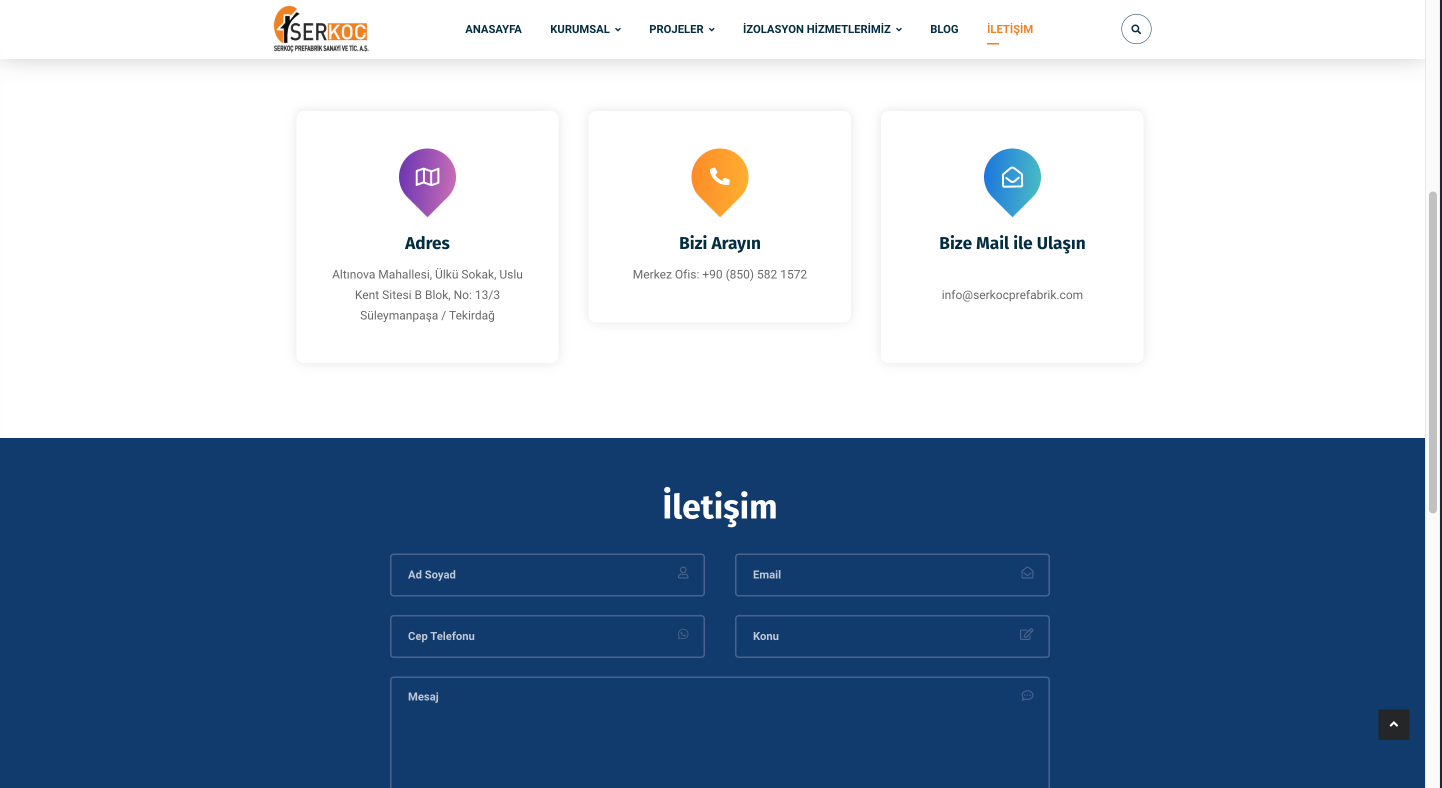 SERKOÇ
SERKOÇ PREFABRİK SANAYİ VE TİC. A.Ş.
ANASAYFA
KURUMSAL
PROJELER
İZOLASYON HİZMETLERİMİZ
BLOG
İLETİŞİM
Adres
Altınova Mahallesi, Ülkü Sokak, Uslu
Kent Sitesi B Blok, No: 13/3
Süleymanpaşa / Tekirdağ
Bizi Arayın
Merkez Ofis: +90 (850) 582 1572
Bize Mail ile Ulaşın
info@serkocprefabrik.com
İletişim
Ad Soyad
Email
Cep Telefonu
Konu
Mesaj